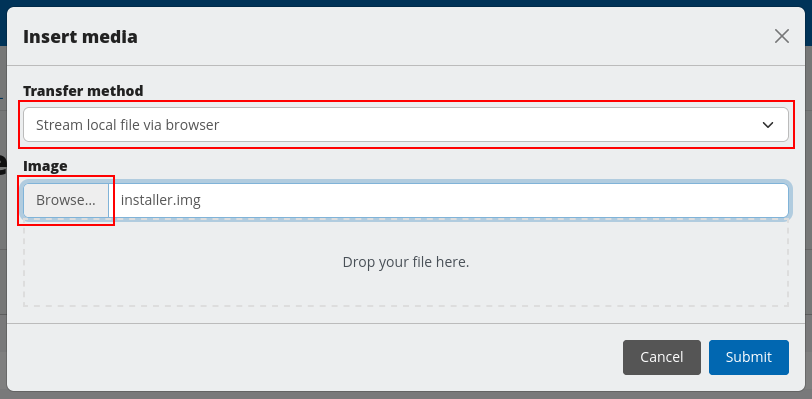 Insert media
Transfer method
Stream local file via browser
Image
Browse... installer.img
Drop your file here.
Cancel Submit